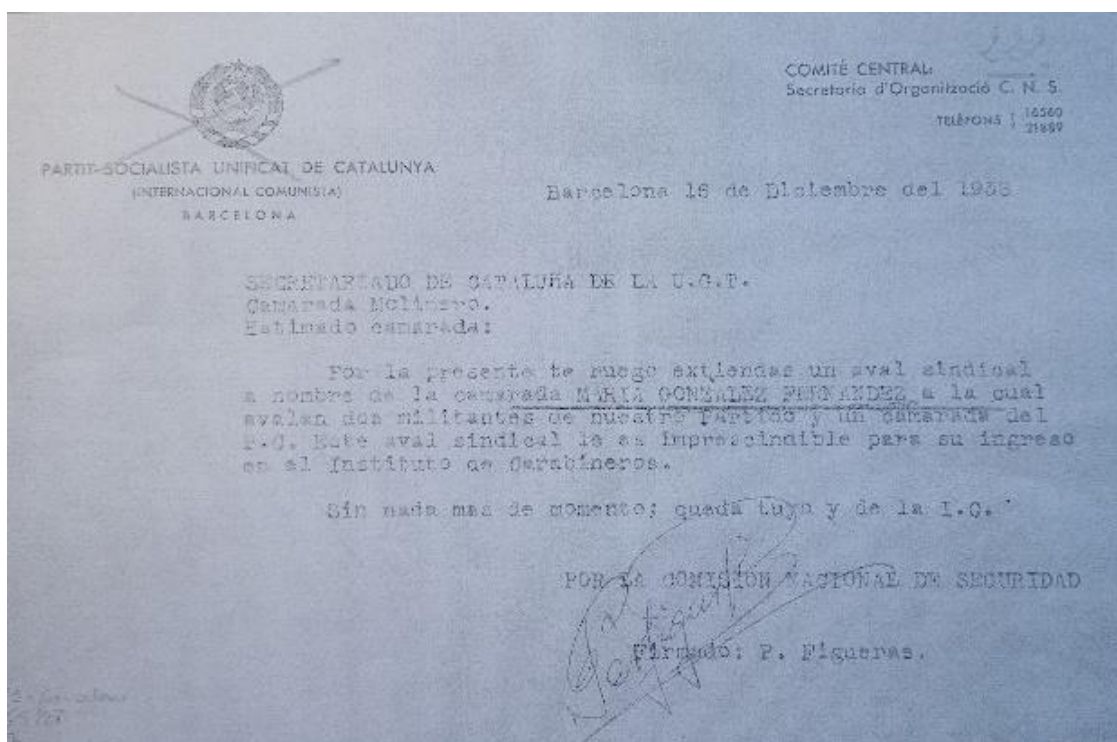 COMITÉ CENTRAL:
Secretaria d'Organització C. N. S.
TELÈFONS 16560
21889
PARTIT SOCIALISTA UNIFICAT DE CATALUNYA
(INTERNACIONAL COMUNISTA)
BARCELONA
Barcelona 16 de Diciembre del 1938
SECRETARIADO DE CATALUÑA DE LA U.G.T.
Camarada Molinero.
Estimado camarada:
Por la presente te ruego extiendas un aval sindical
a nombre de la camarada MARIA GONZALEZ FERNANDEZ a la cual
avalan dos militantes de nuestro Partido y un camarada del
P.C. Este aval sindical le es imprescindible para su ingreso
en el Instituto de Carabineros.
Sin nada mas de momento; queda tuyo y de la I.C.
POR LA COMISION NACIONAL DE SEGURIDAD
Firmado: P. Figueras.